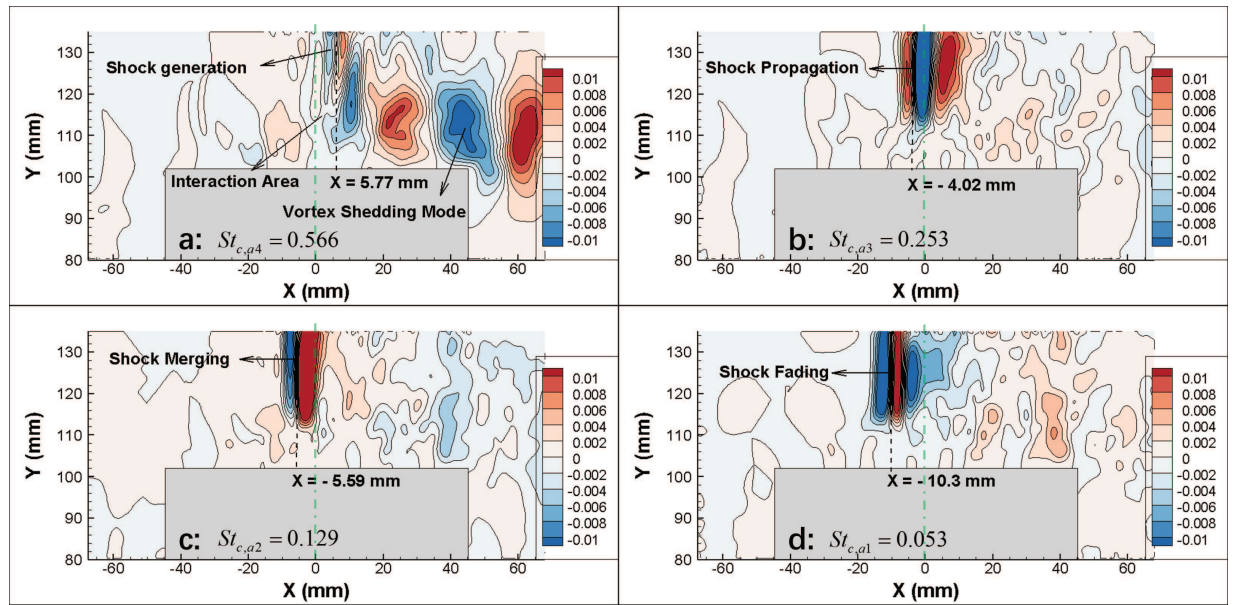 Y (mm)
130
120
110
100
90
80
Shock generation
Interaction Area
X = 5.77 mm
Vortex Shedding Mode
a: St_{c,a4} = 0.566
0.01
0.008
0.006
0.004
0.002
0
-0.002
-0.004
-0.006
-0.008
-0.01
-60 -40 -20 0 20 40 60
X (mm)
Y (mm)
130
120
110
100
90
80
Shock Propagation
X = - 4.02 mm
b: St_{c,a3} = 0.253
0.01
0.008
0.006
0.004
0.002
0
-0.002
-0.004
-0.006
-0.008
-0.01
-60 -40 -20 0 20 40 60
X (mm)
Y (mm)
130
120
110
100
90
80
Shock Merging
X = - 5.59 mm
c: St_{c,a2} = 0.129
0.01
0.008
0.006
0.004
0.002
0
-0.002
-0.004
-0.006
-0.008
-0.01
-60 -40 -20 0 20 40 60
X (mm)
Y (mm)
130
120
110
100
90
80
Shock Fading
X = - 10.3 mm
d: St_{c,a1} = 0.053
0.01
0.008
0.006
0.004
0.002
0
-0.002
-0.004
-0.006
-0.008
-0.01
-60 -40 -20 0 20 40 60
X (mm)